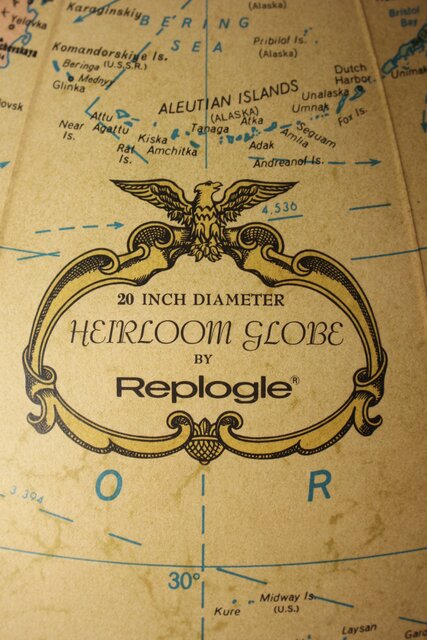 Karaginskiy
(Alaska)
BERING
SEA
Yelovka
Bristol
Bay
Pribilof Is.
(Alaska)
Komandorskiye Is.
(U.S.S.R.)
Beringa
Medny
Glinka
Dutch
Harbor
Unimak
Unalaska
Umnak
Fox Is.
ALEUTIAN ISLANDS
(ALASKA)
Attu
Agattu
Near
Is.
Kiska
Rat
Is.
Amchitka
Tanaga
Atka
Adak
Amlia
Seguam
Andreanof Is.
4,536
20 INCH DIAMETER
HEIRLOOM GLOBE
BY
Replogle®
O R
3,394
30°
Midway Is.
(U.S.)
Kure
Laysan